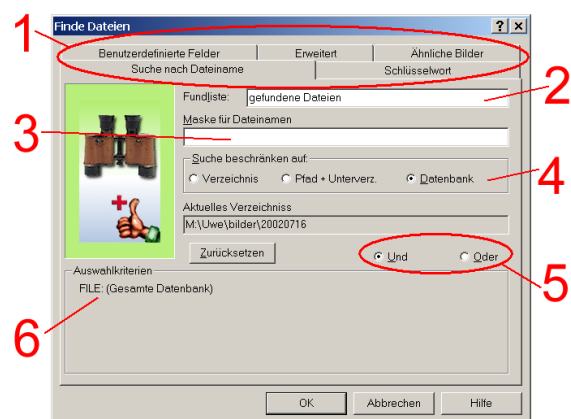 Finde Dateien
1
Benutzerdefinierte Felder Erweitert Ähnliche Bilder
Suche nach Dateiname Schlüsselwort
Fundliste: gefundene Dateien 2
Maske für Dateinamen
3
Suche beschränken auf:
Verzeichnis Pfad + Unterverz. Datenbank 4
Aktuelles Verzeichniss
M:\Uwe\bilder\20020716
Zurücksetzen Und Oder
5
Auswahlkriterien
FILE: (Gesamte Datenbank)
6
OK Abbrechen Hilfe